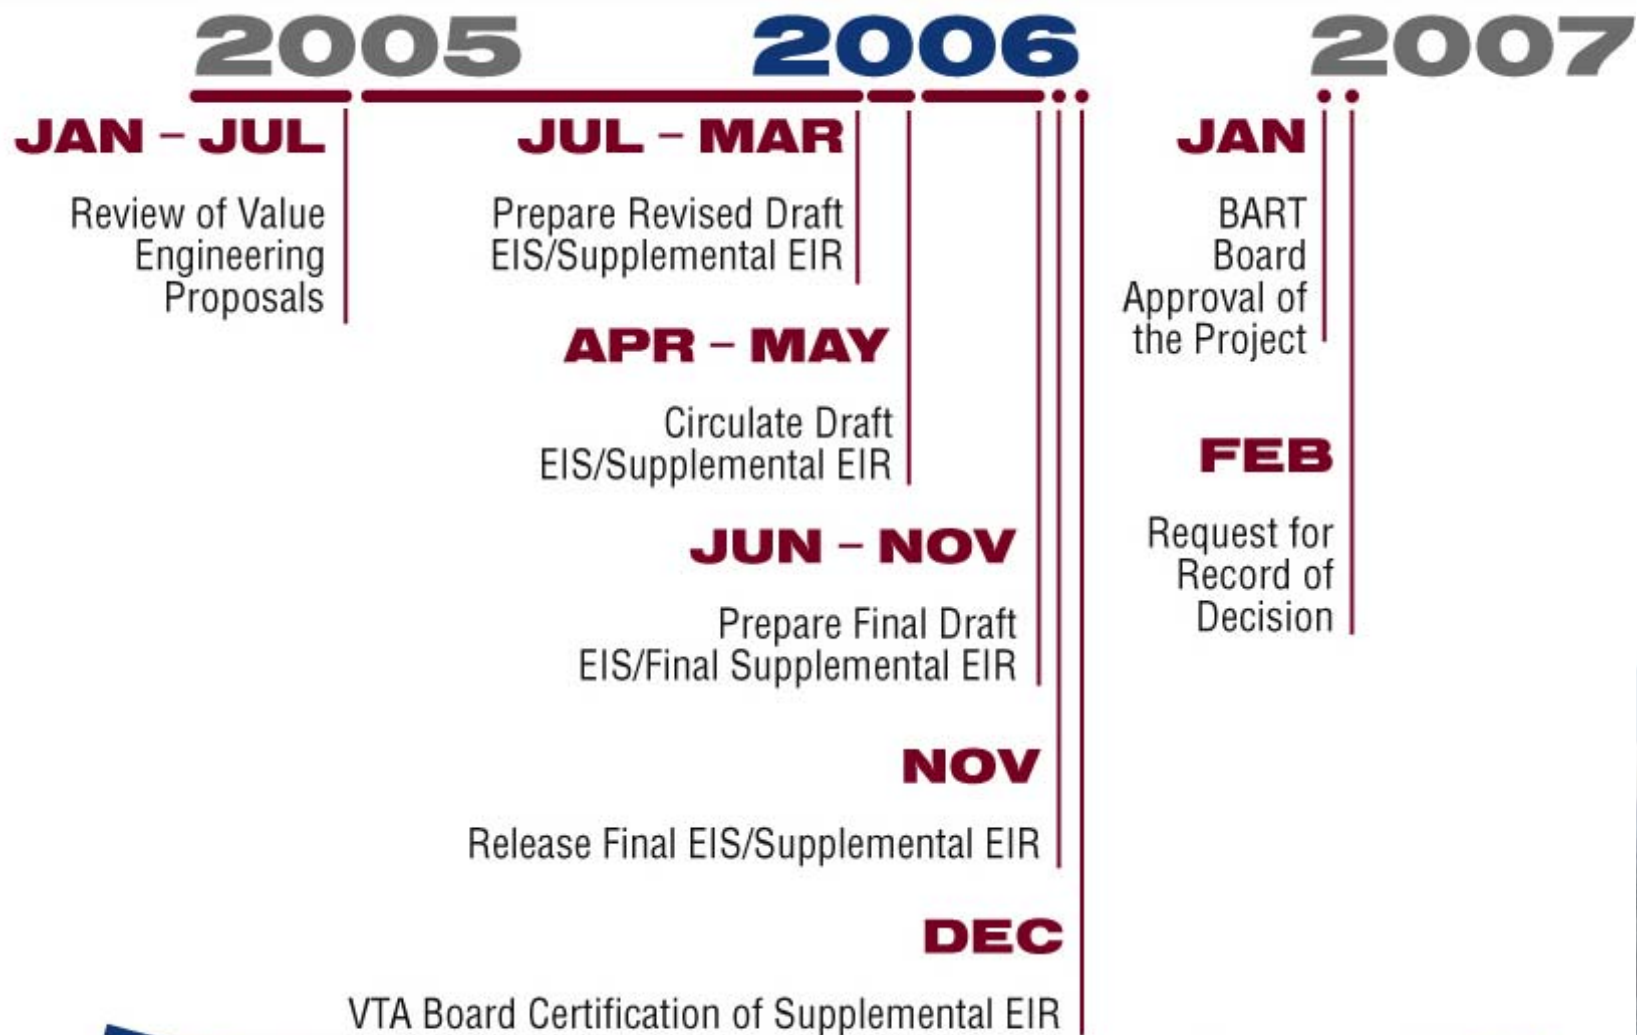 2005
2006
2007
JAN – JUL
Review of Value
Engineering
Proposals
JUL – MAR
Prepare Revised Draft
EIS/Supplemental EIR
APR – MAY
Circulate Draft
EIS/Supplemental EIR
JUN – NOV
Prepare Final Draft
EIS/Final Supplemental EIR
NOV
Release Final EIS/Supplemental EIR
DEC
VTA Board Certification of Supplemental EIR
JAN
BART
Board
Approval of
the Project
FEB
Request for
Record of
Decision